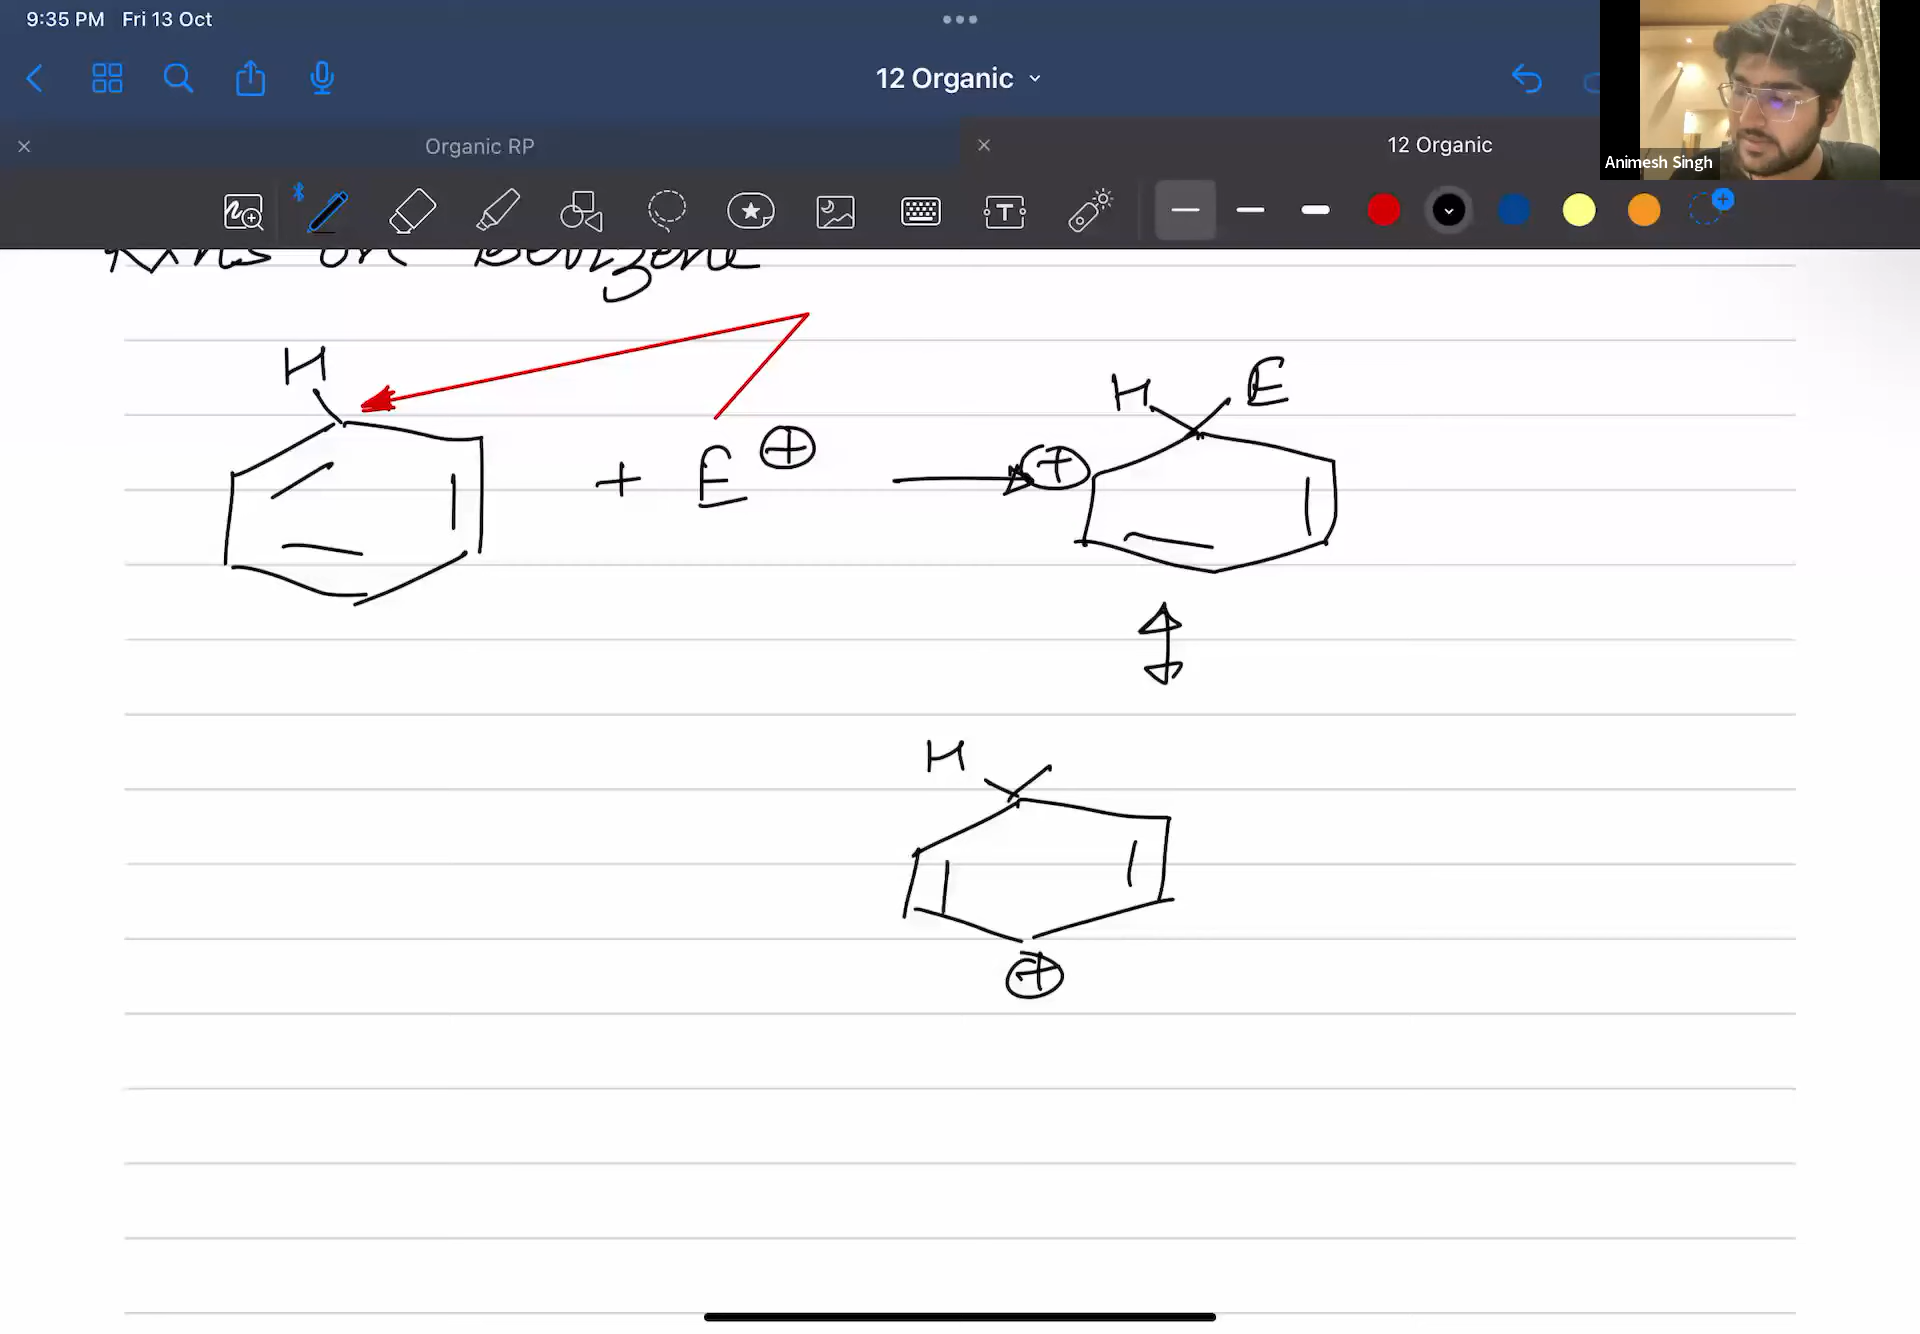 9:35 PM Fri 13 Oct
12 Organic
Organic RP
12 Organic
Animesh Singh
T
Rxns on Benzene
H
+ E ⊕
H E
⊕
H
⊕